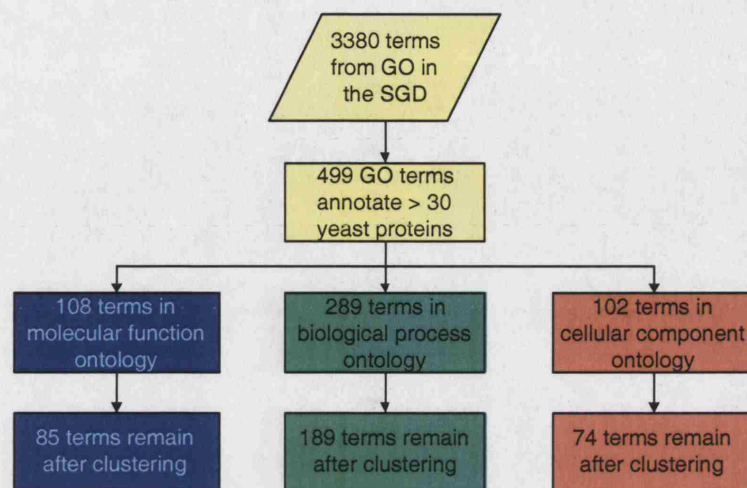 3380 terms
from GO in
the SGD
499 GO terms
annotate > 30
yeast proteins
108 terms in
molecular function
ontology
289 terms in
biological process
ontology
102 terms in
cellular component
ontology
85 terms remain
after clustering
189 terms remain
after clustering
74 terms remain
after clustering